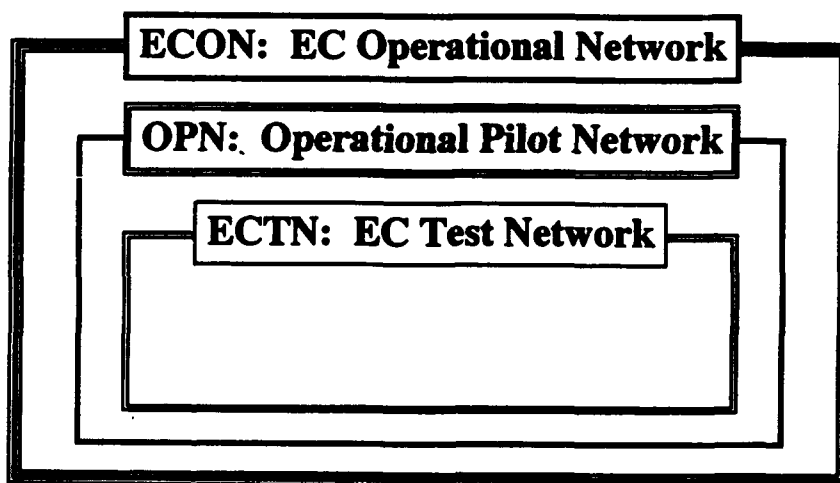 ECON: EC Operational Network
OPN: Operational Pilot Network
ECTN: EC Test Network